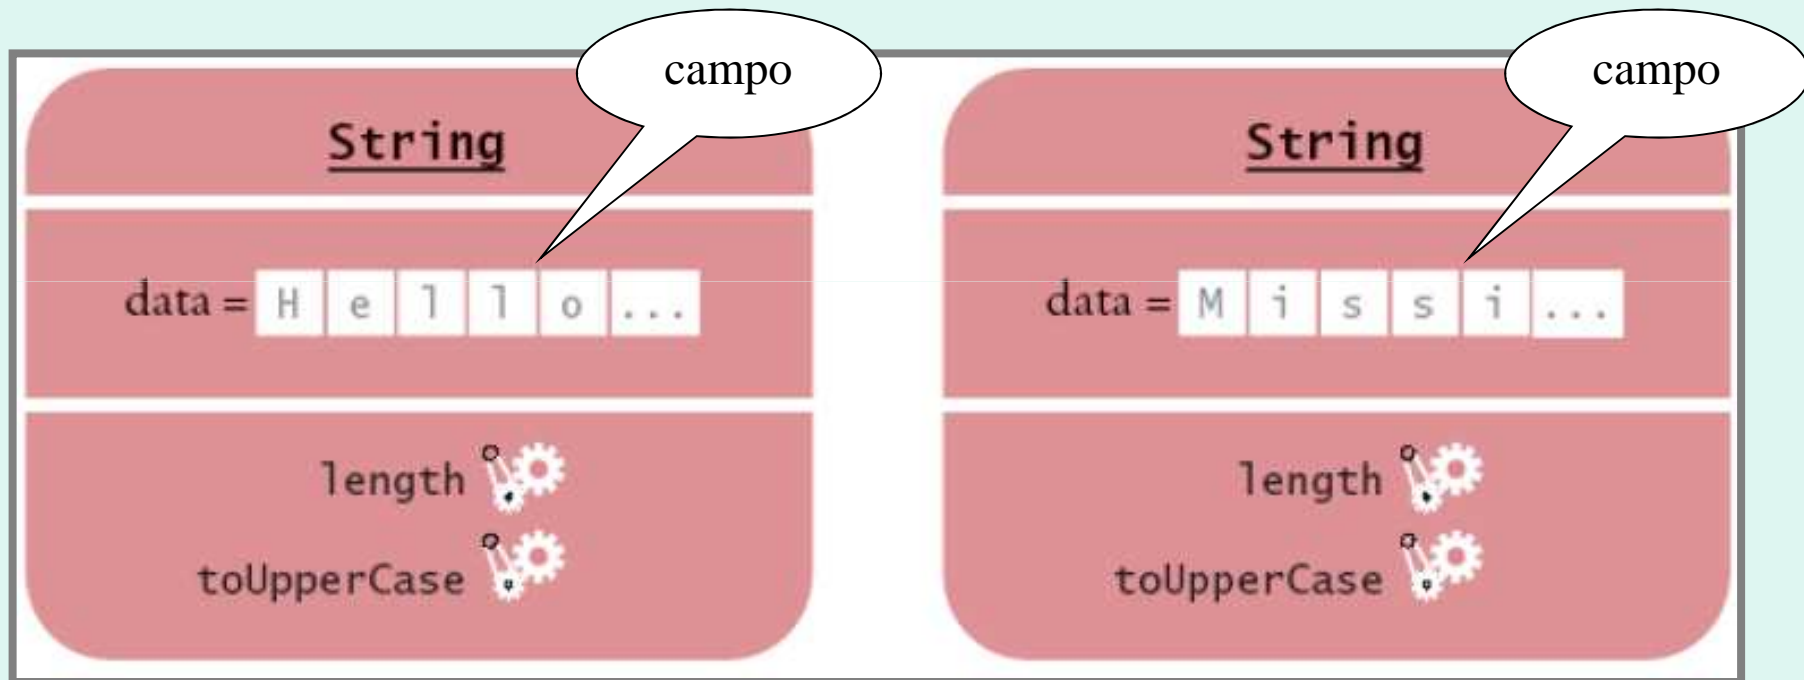 campo
String
data = H e l l o ...
length
toUpperCase
campo
String
data = M i s s i ...
length
toUpperCase